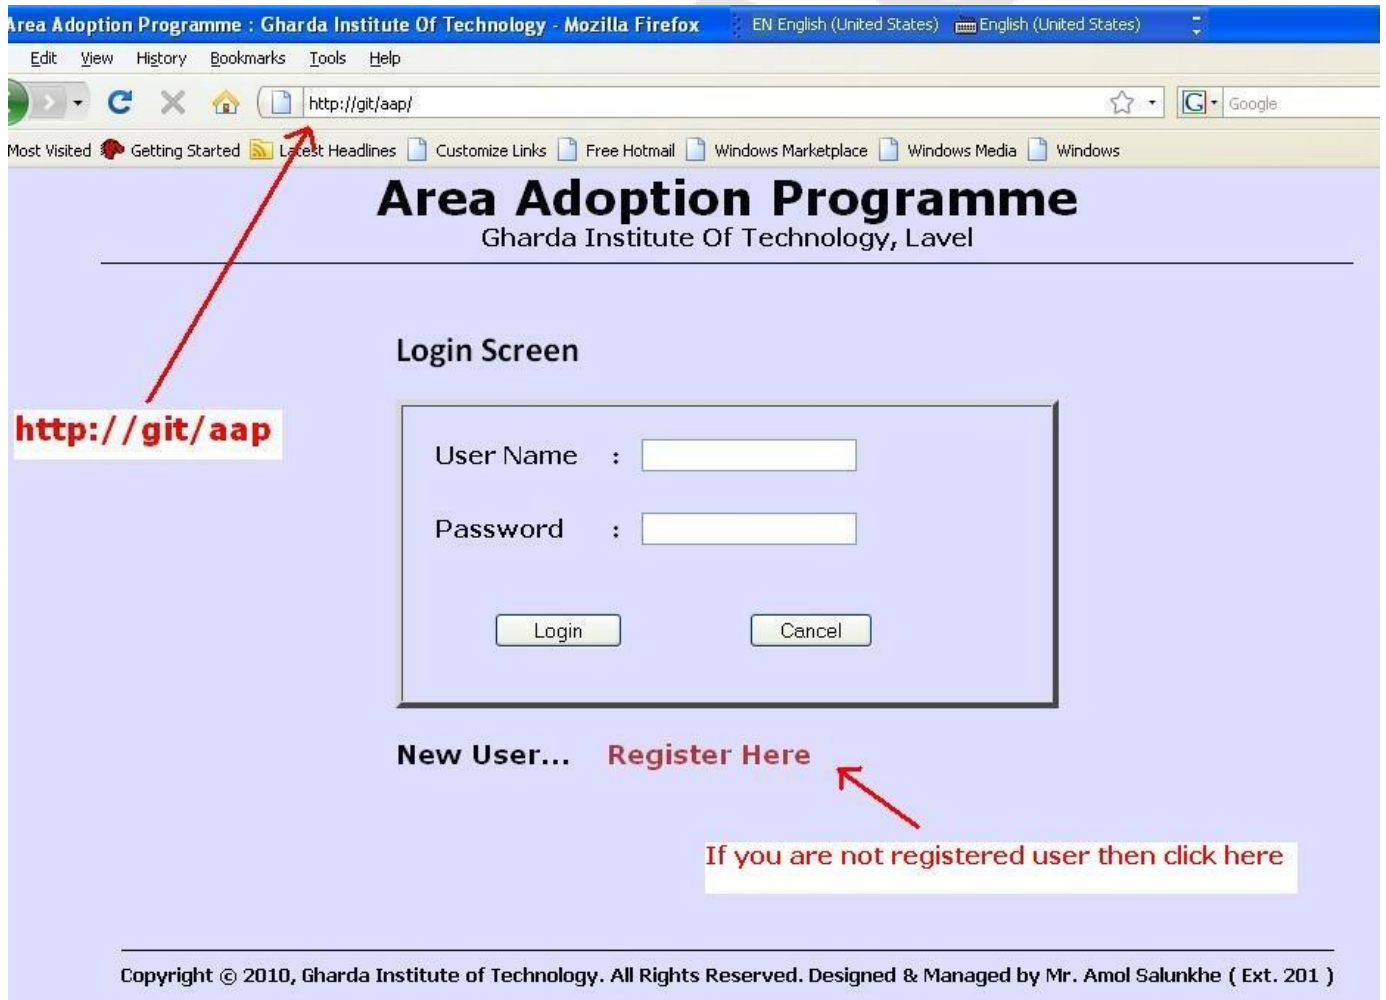 Area Adoption Programme : Gharda Institute Of Technology - Mozilla Firefox EN English (United States) English (United States)
Edit View History Bookmarks Tools Help
http://git/aap/ G Google
Most Visited Getting Started Latest Headlines Customize Links Free Hotmail Windows Marketplace Windows Media Windows
Area Adoption Programme
Gharda Institute Of Technology, Lavel
Login Screen
http://git/aap
User Name :
Password :
Login Cancel
New User... Register Here
If you are not registered user then click here
Copyright © 2010, Gharda Institute of Technology. All Rights Reserved. Designed & Managed by Mr. Amol Salunkhe ( Ext. 201 )